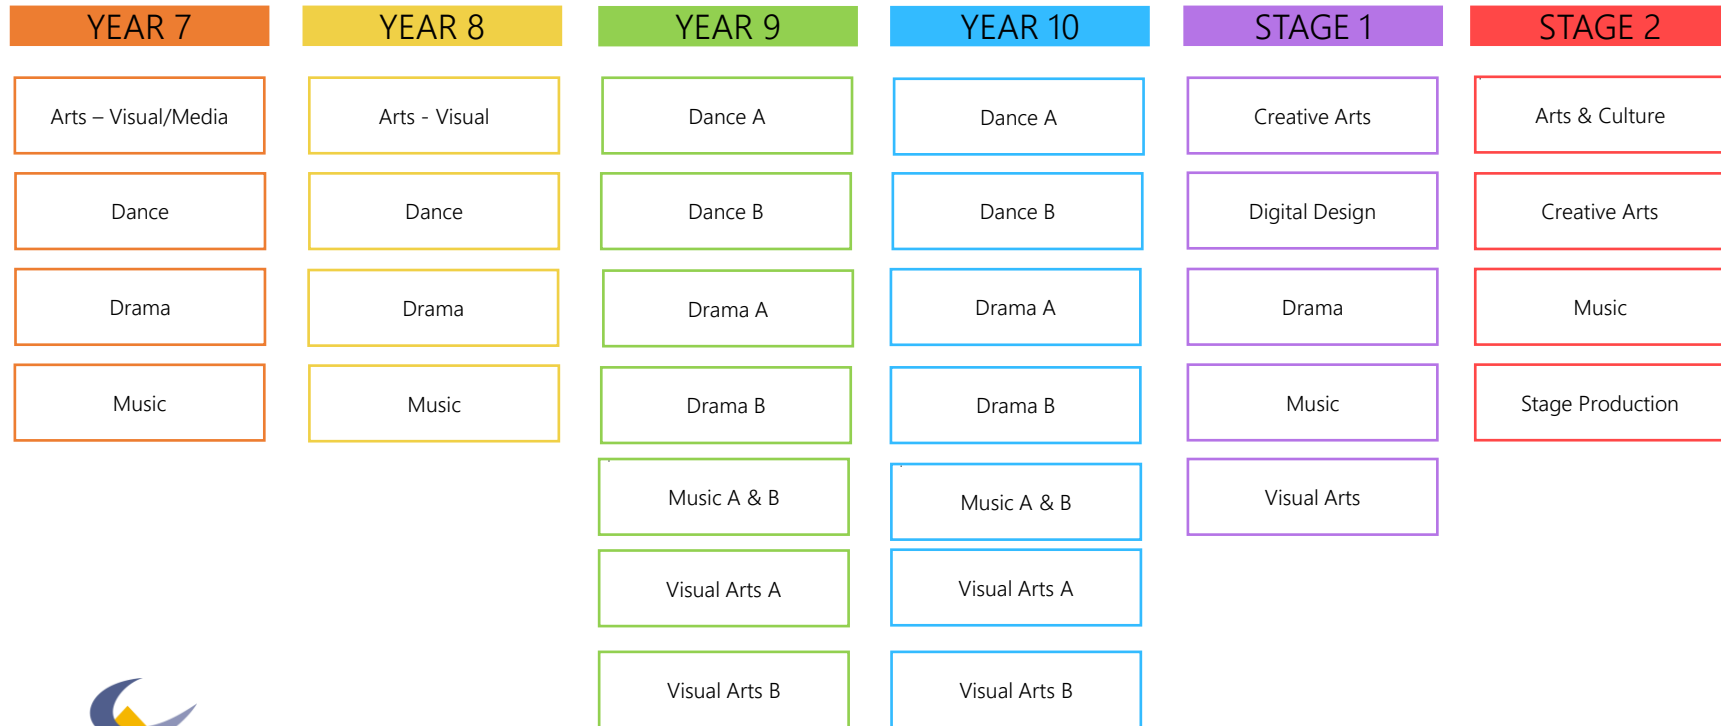 YEAR 7
YEAR 8
YEAR 9
YEAR 10
STAGE 1
STAGE 2
Arts – Visual/Media
Arts - Visual
Dance A
Dance A
Creative Arts
Arts & Culture
Dance
Dance
Dance B
Dance B
Digital Design
Creative Arts
Drama
Drama
Drama A
Drama A
Drama
Music
Music
Music
Drama B
Drama B
Music
Stage Production
Music A & B
Music A & B
Visual Arts
Visual Arts A
Visual Arts A
Visual Arts B
Visual Arts B